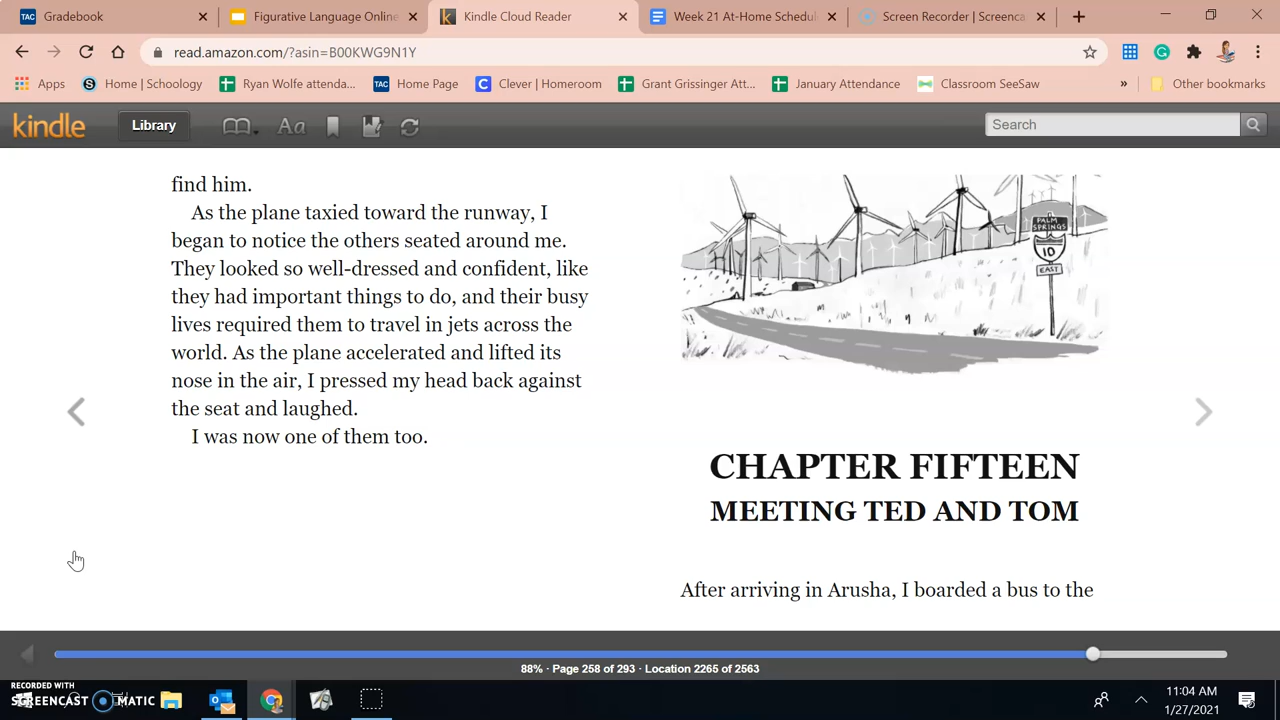 Gradebook
Figurative Language Onlin
Kindle Cloud Reader
Week 21 - Home Schedul
Screen Recorder | Screenca
read.amazon.com/?asin=B00KWG9N1Y
Apps
Home | Schoology
Ryan Wolfe attenda...
Home Page
Clever | Homeroom
Grant Grissinger Att...
January Attendance
Classroom SeeSaw
Other bookmarks
kindle
Library
Aa
Search
find him.
As the plane taxied toward the runway, I
began to notice the others seated around me.
They looked so well-dressed and confident, like
they had important things to do, and their busy
lives required them to travel in jets across the
world. As the plane accelerated and lifted its
nose in the air, I pressed my head back against
the seat and laughed.
I was now one of them too.
PALM
SPRINGS
10
EAST
CHAPTER FIFTEEN
MEETING TED AND TOM
After arriving in Arusha, I boarded a bus to the
88% · Page 258 of 293 · Location 2265 of 2563
RECORDED WITH
SCREENCAST MATIC
11:04 AM
1/27/2021